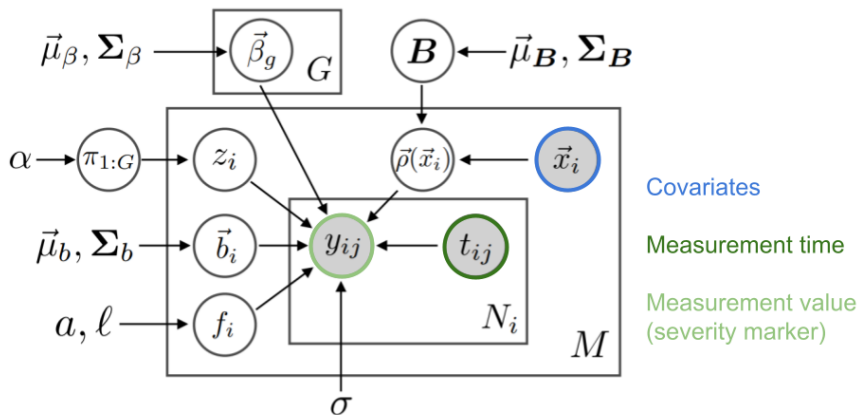 μ⃗_β, Σ_β
β⃗_g
G
B
μ⃗_B, Σ_B
α
π_{1:G}
z_i
ρ⃗(x⃗_i)
x⃗_i
Covariates
μ⃗_b, Σ_b
b⃗_i
y_{ij}
t_{ij}
Measurement time
a, ℓ
f_i
N_i
M
Measurement value
(severity marker)
σ